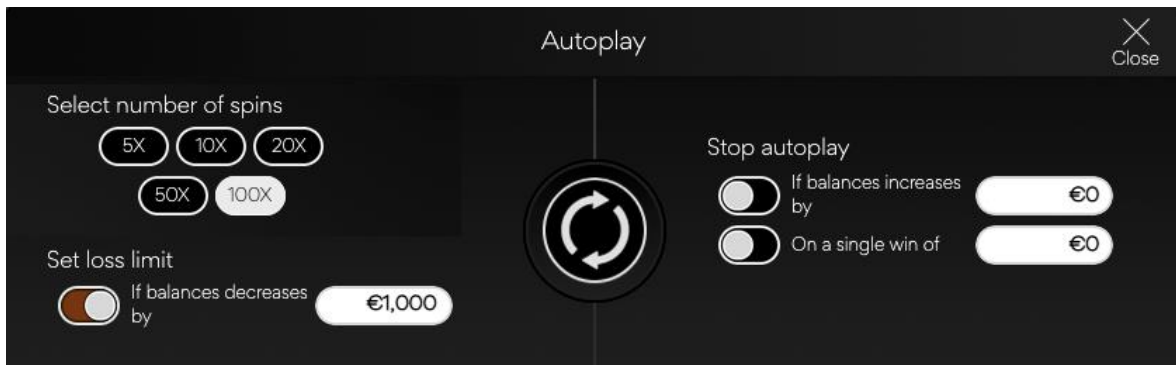 Autoplay
Close
Select number of spins
5X 10X 20X
50X 100X
Set loss limit
If balances decreases
by
€1,000
Stop autoplay
If balances increases
by
€0
On a single win of €0